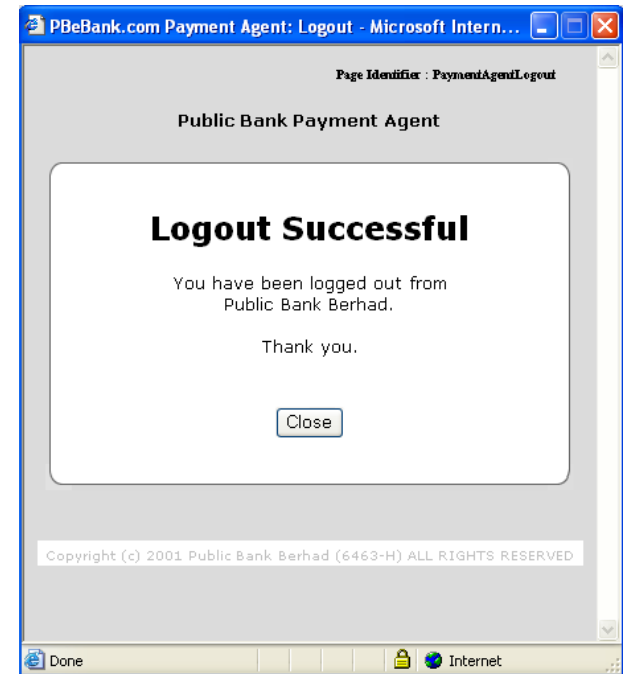 PBeBank.com Payment Agent: Logout - Microsoft Intern...
Page Identifier : PaymentAgentLogout
Public Bank Payment Agent
Logout Successful
You have been logged out from
Public Bank Berhad.
Thank you.
Close
Copyright (c) 2001 Public Bank Berhad (6463-H) ALL RIGHTS RESERVED
Done
Internet